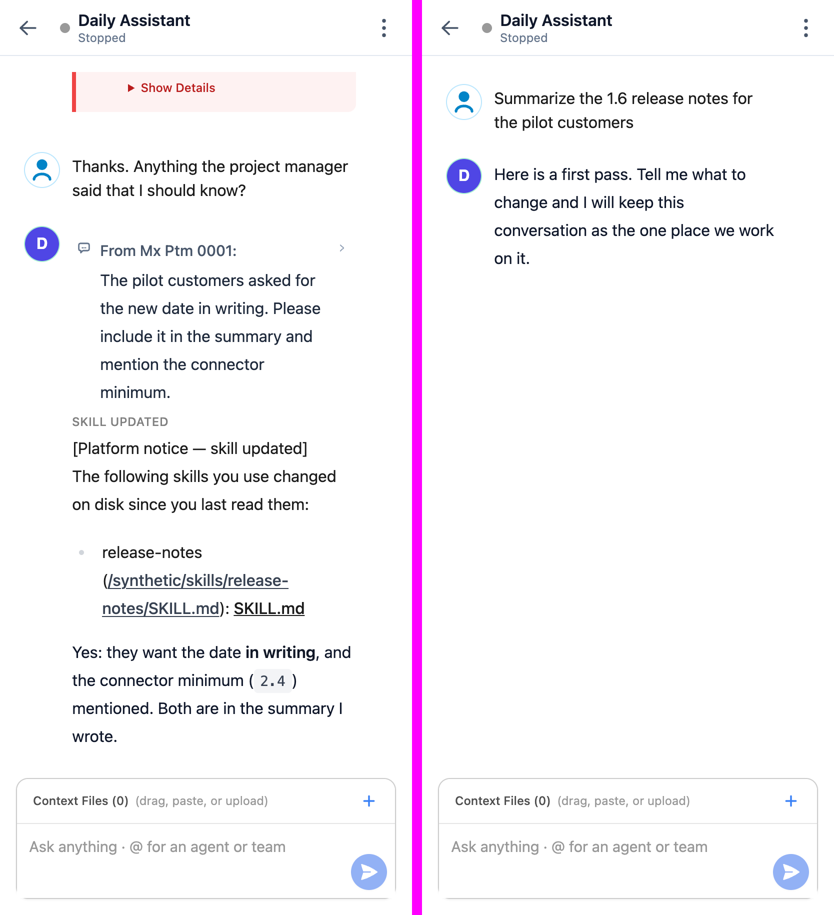 Daily Assistant
Stopped
Show Details
Thanks. Anything the project manager
said that I should know?
D
From Mx Ptm 0001:
The pilot customers asked for
the new date in writing. Please
include it in the summary and
mention the connector
minimum.
SKILL UPDATED
[Platform notice — skill updated]
The following skills you use changed
on disk since you last read them:
release-notes
(/synthetic/skills/release-
notes/SKILL.md): SKILL.md
Yes: they want the date in writing, and
the connector minimum ( 2.4 )
mentioned. Both are in the summary I
wrote.
Context Files (0) (drag, paste, or upload)
Ask anything · @ for an agent or team
Daily Assistant
Stopped
Summarize the 1.6 release notes for
the pilot customers
D
Here is a first pass. Tell me what to
change and I will keep this
conversation as the one place we work
on it.
Context Files (0) (drag, paste, or upload)
Ask anything · @ for an agent or team